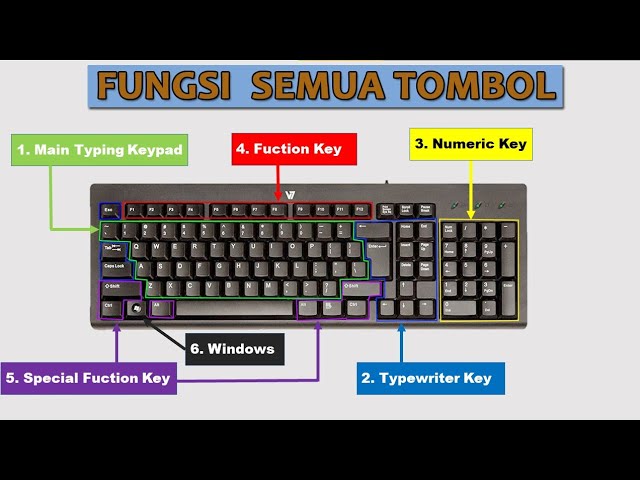 FUNGSI SEMUA TOMBOL
1. Main Typing Keypad
4. Fuction Key
3. Numeric Key
V7
Esc F1 F2 F3 F4 F5 F6 F7 F8 F9 F10 F11 F12
Tab Q W E R T Y U I O P Enter
Caps Lock A S D F G H J K L
Shift Z X C V B N M Shift
Ctrl Alt Ctrl
6. Windows
5. Special Fuction Key
2. Typewriter Key